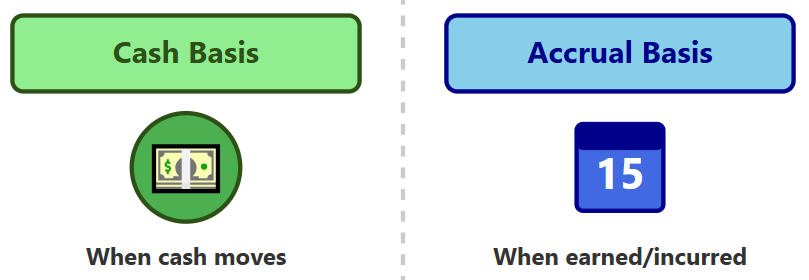 Cash Basis
Accrual Basis
$
15
When cash moves
When earned/incurred